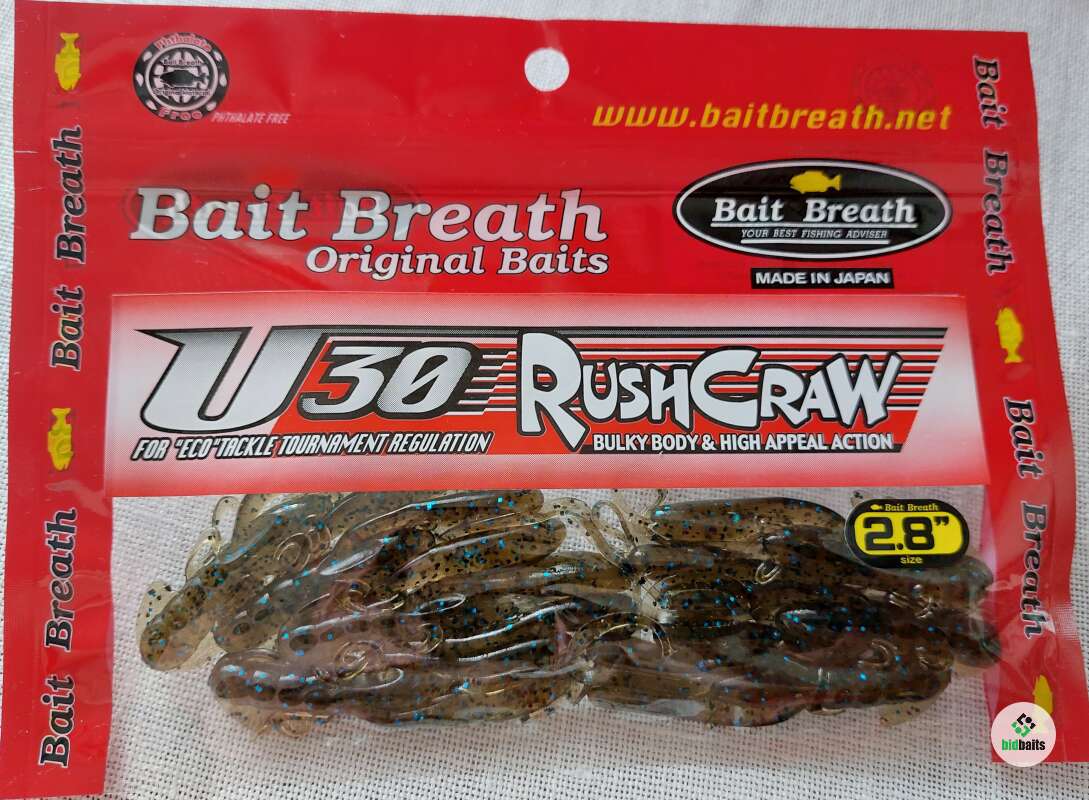 Phthalate
Bait Breath
Free
PHTHALATE FREE
www.baitbreath.net
Bait Breath
Original Baits
Bait Breath
YOUR BEST FISHING ADVISER
MADE IN JAPAN
U30 RUSHCRAW
FOR "ECO" TACKLE TOURNAMENT REGULATION
BULKY BODY & HIGH APPEAL ACTION
Bait Breath
2.8"
size
Bait Breath
Bait Breath
Bait Breath
Bait Breath
bidbaits